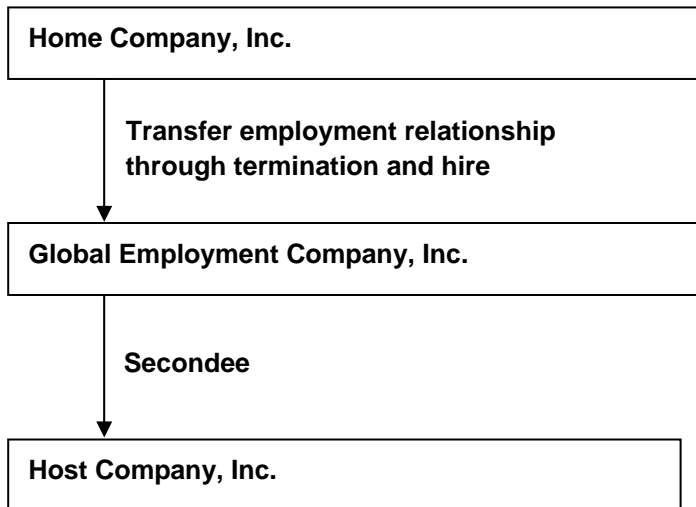 Home Company, Inc.
Transfer employment relationship
through termination and hire
Global Employment Company, Inc.
Secondee
Host Company, Inc.